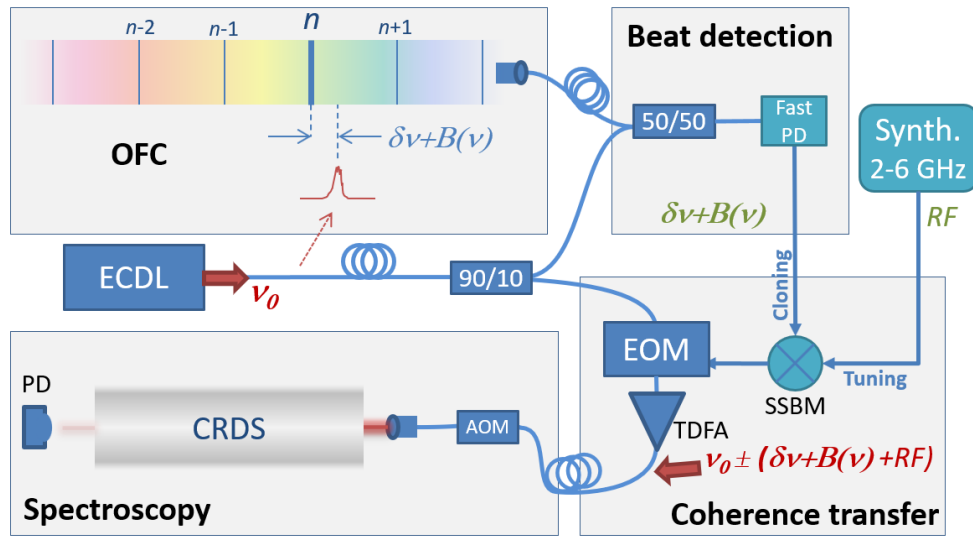 n-2
n-1
n
n+1
δν+B(ν)
OFC
Beat detection
50/50
Fast
PD
Synth.
2-6 GHz
δν+B(ν)
RF
ECDL
ν0
90/10
Cloning
EOM
Tuning
SSBM
PD
CRDS
AOM
TDFA
ν0 ± (δν+B(ν)+RF)
Spectroscopy
Coherence transfer